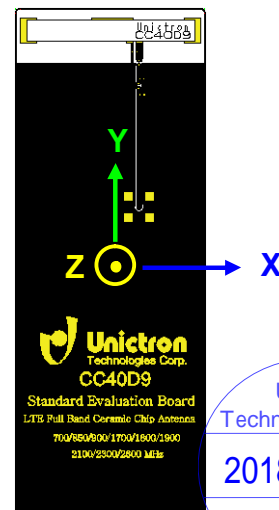 Unictron
CC40D9
Y
Z
X
Unictron
Technologies Corp.
CC40D9
Standard Evaluation Board
LTE Full Band Ceramic Chip Antenna
700/850/900/1700/1800/1900
2100/2300/2600 MHz
U
Techn
2018